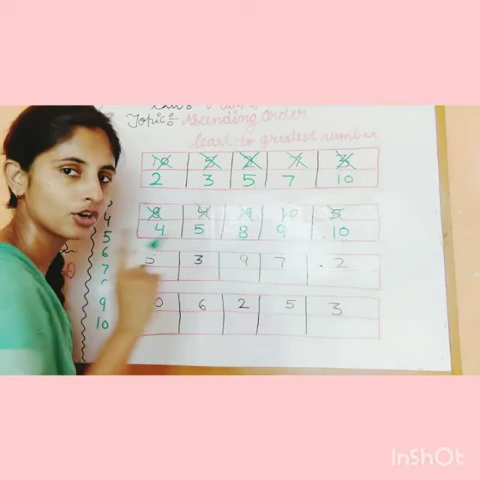 Topic:- Ascending Order
least to greatest number
10 5 2 7 3
2 3 5 7 10
8 4 9 10 5
4 5 8 9 10
3 9 7 2
6 2 5 3
4
5
6
7
9
10
InShOt